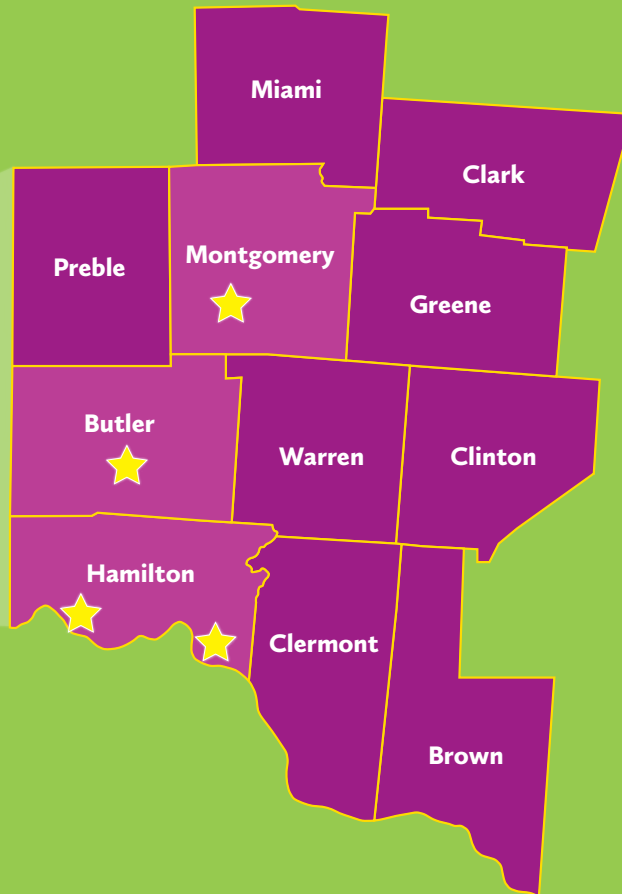 Miami
Clark
Preble
Montgomery
Greene
Butler
Warren
Clinton
Hamilton
Clermont
Brown